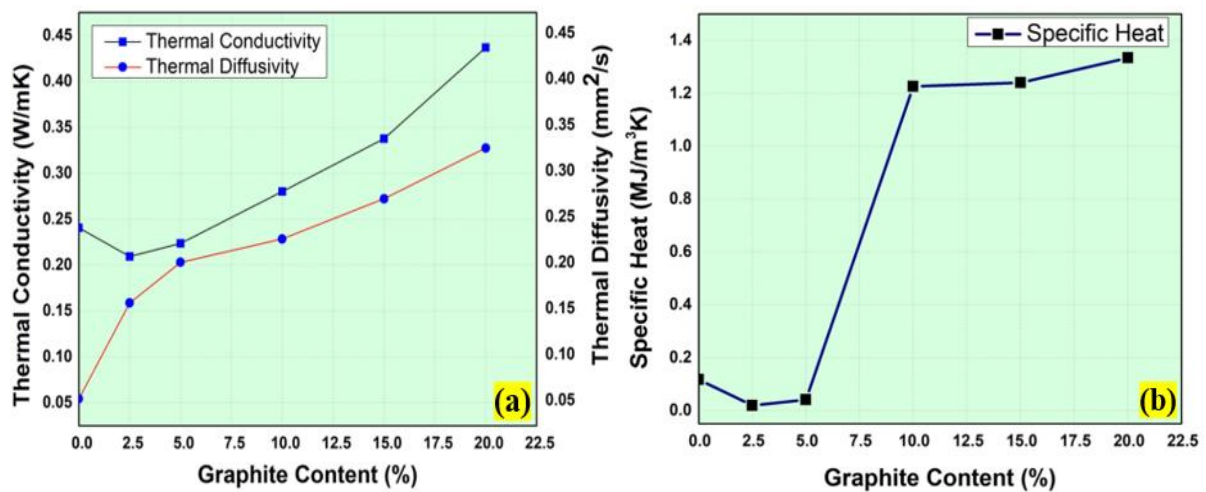 Thermal Conductivity
Thermal Diffusivity
Thermal Conductivity (W/mK)
0.45
0.40
0.35
0.30
0.25
0.20
0.15
0.10
0.05
0.0 2.5 5.0 7.5 10.0 12.5 15.0 17.5 20.0 22.5
Graphite Content (%)
0.45
0.40
0.35
0.30
0.25
0.20
0.15
0.10
0.05
Thermal Diffusivity (mm²/s)
(a)
Specific Heat
Specific Heat (MJ/m³K)
1.4
1.2
1.0
0.8
0.6
0.4
0.2
0.0
0.0 2.5 5.0 7.5 10.0 12.5 15.0 17.5 20.0 22.5
Graphite Content (%)
(b)